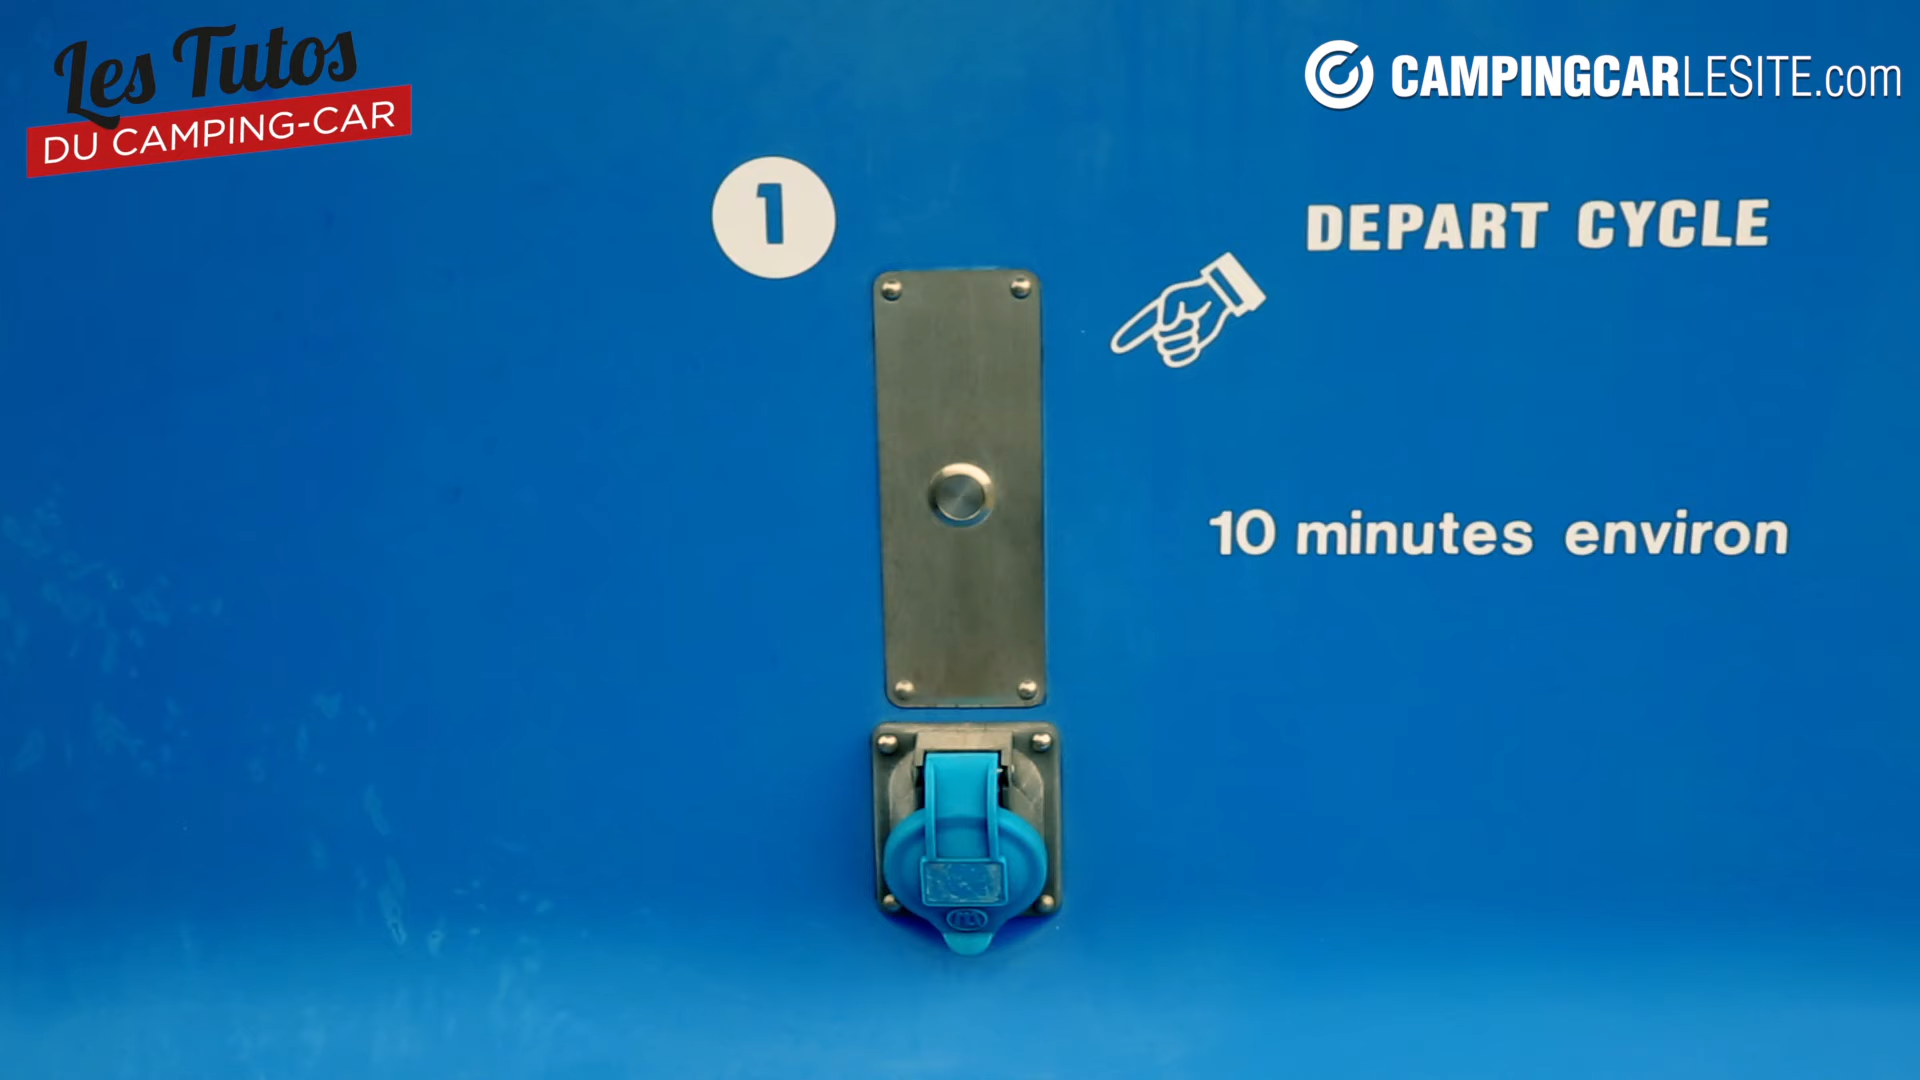 Les Tutos
DU CAMPING-CAR
CAMPINGCARLESITE.com
1
DEPART CYCLE
10 minutes environ